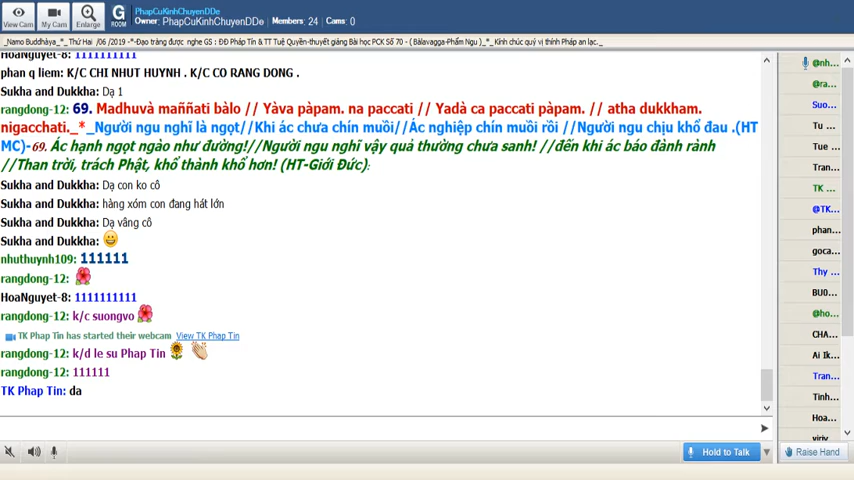 PhapCuKinhChuyenDDe
Owner: PhapCuKinhChuyenDDe Members: 24 Cams: 0
View Cam My Cam Enlarge G ROOM
_Namo Buddhàya_*_ Thứ Hai /06 /2019 -*Đạo tràng được nghe GS : ĐĐ Pháp Tín & TT Tuệ Quyền-thuyết giảng Bài học PCK Số 70 - ( Bàlavagga-Phẩm Ngu )_*_ Kính chúc quý vị thính Pháp an lạc._
HoaNguyet-8: 1111111111
phan q liem: K/C CHI NHUT HUYNH . K/C CO RANG DONG .
Sukha and Dukkha: Dạ 1
rangdong-12: 69. Madhuvà maññati bàlo // Yàva pàpam. na paccati // Yadà ca paccati pàpam. // atha dukkham.
nigacchati._*_Người ngu nghĩ là ngọt//Khi ác chưa chín muồi//Ác nghiệp chín muồi rồi //Người ngu chịu khổ đau .(HT
MC)-69. Ác hạnh ngọt ngào như đường!//Người ngu nghĩ vậy quả thường chưa sanh! //đến khi ác báo đành rành
//Than trời, trách Phật, khổ thành khổ hơn! (HT-Giới Đức):
Sukha and Dukkha: Dạ con ko cô
Sukha and Dukkha: hàng xóm con đang hát lớn
Sukha and Dukkha: Dạ vâng cô
Sukha and Dukkha:
nhuthuynh109: 111111
rangdong-12:
HoaNguyet-8: 1111111111
rangdong-12: k/c suongvo
TK Phap Tin has started their webcam View TK Phap Tin
rangdong-12: k/d le su Phap Tin
rangdong-12: 111111
TK Phap Tin: da
@nh...
@ra...
Suo...
Tu ...
Tue ...
Tran...
TK ...
@TK...
phan...
goca...
Thy ...
BU0...
@ho...
CHA...
Ai Ik...
Tran...
Tinh...
Hoa...
Hold to Talk
Raise Hand